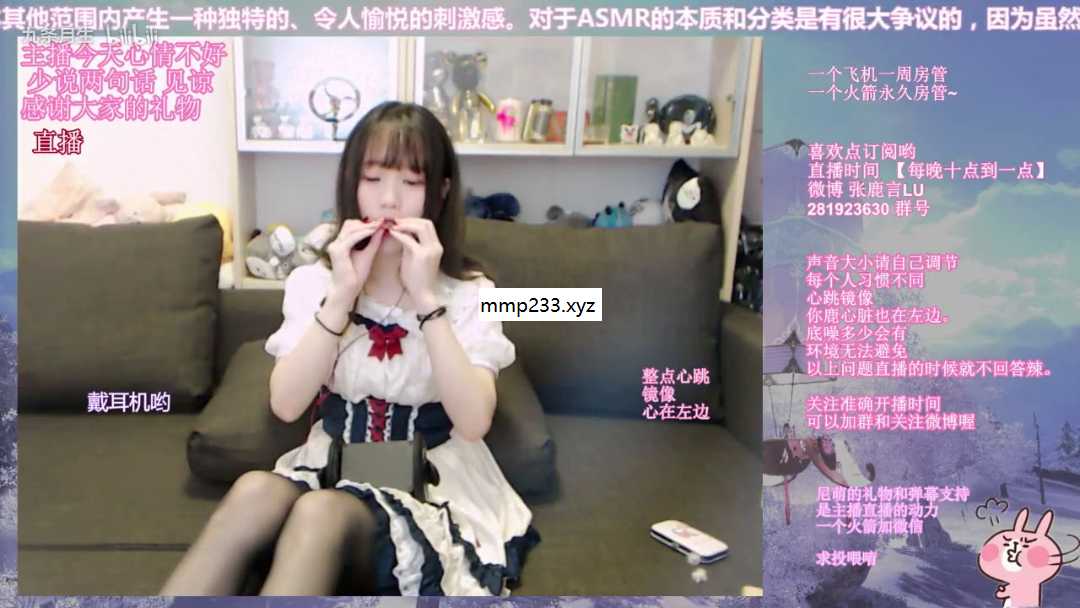 其他范围内产生一种独特的、令人愉悦的刺激感。对于ASMR的本质和分类是有很大争议的，因为虽然
九条月生 bilibili
主播今天心情不好
少说两句话 见谅
感谢大家的礼物
直播
戴耳机哟
mmp233.xyz
整点心跳
镜像
心在左边
一个飞机一周房管
一个火箭永久房管~
喜欢点订阅哟
直播时间 【每晚十点到一点】
微博 张鹿言LU
281923630 群号
声音大小请自己调节
每个人习惯不同
心跳镜像
你鹿心脏也在左边。
底噪多少会有
环境无法避免
以上问题直播的时候就不回答辣。
关注准确开播时间
可以加群和关注微博喔
尼萌的礼物和弹幕支持
是主播直播的动力
一个火箭加微信
求投喂唷